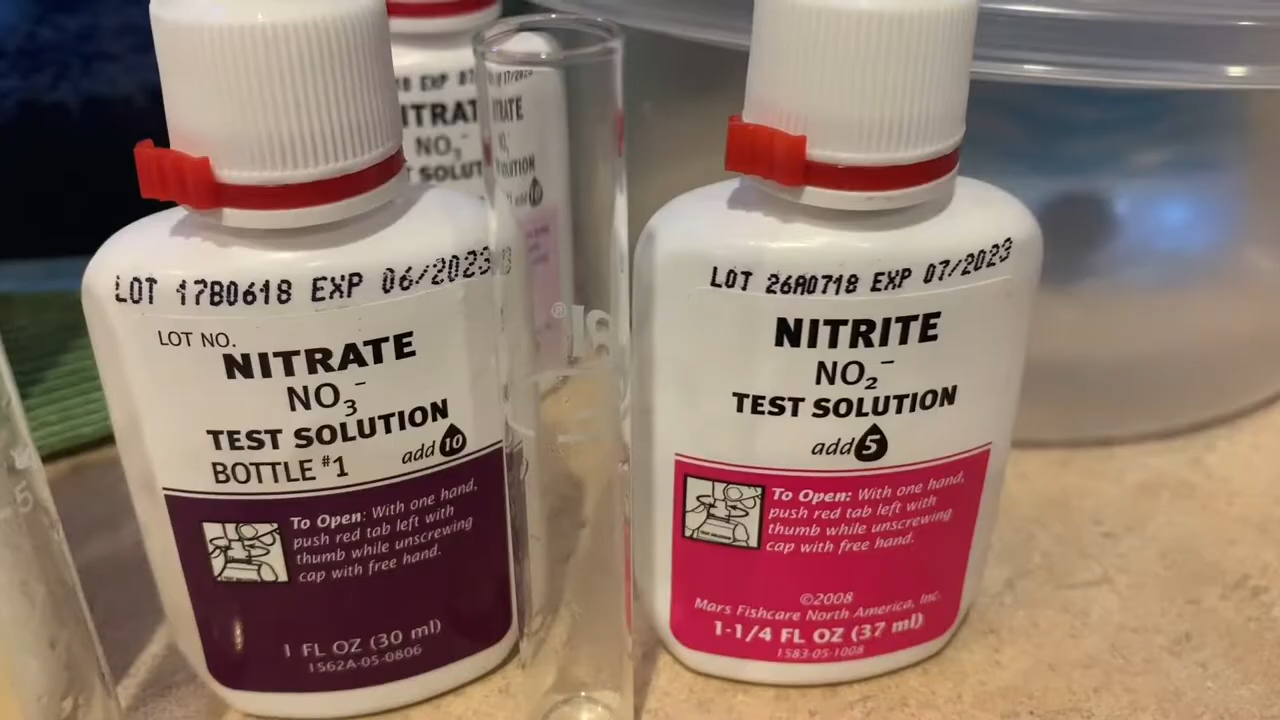 LOT 17B0618 EXP 06/2023
LOT NO.
NITRATE
NO3-
TEST SOLUTION
BOTTLE #1 add 10
To Open: With one hand,
push red tab left with
thumb while unscrewing
cap with free hand.
1 FL OZ (30 ml)
1562A-05-0806
EXP
NITRATE
NO3-
LOT 26A0718 EXP 07/2023
NITRITE
NO2-
TEST SOLUTION
add 5
To Open: With one hand,
push red tab left with
thumb while unscrewing
cap with free hand.
©2008
Mars Fishcare North America, Inc.
1-1/4 FL OZ (37 ml)
1583-05-1008
5